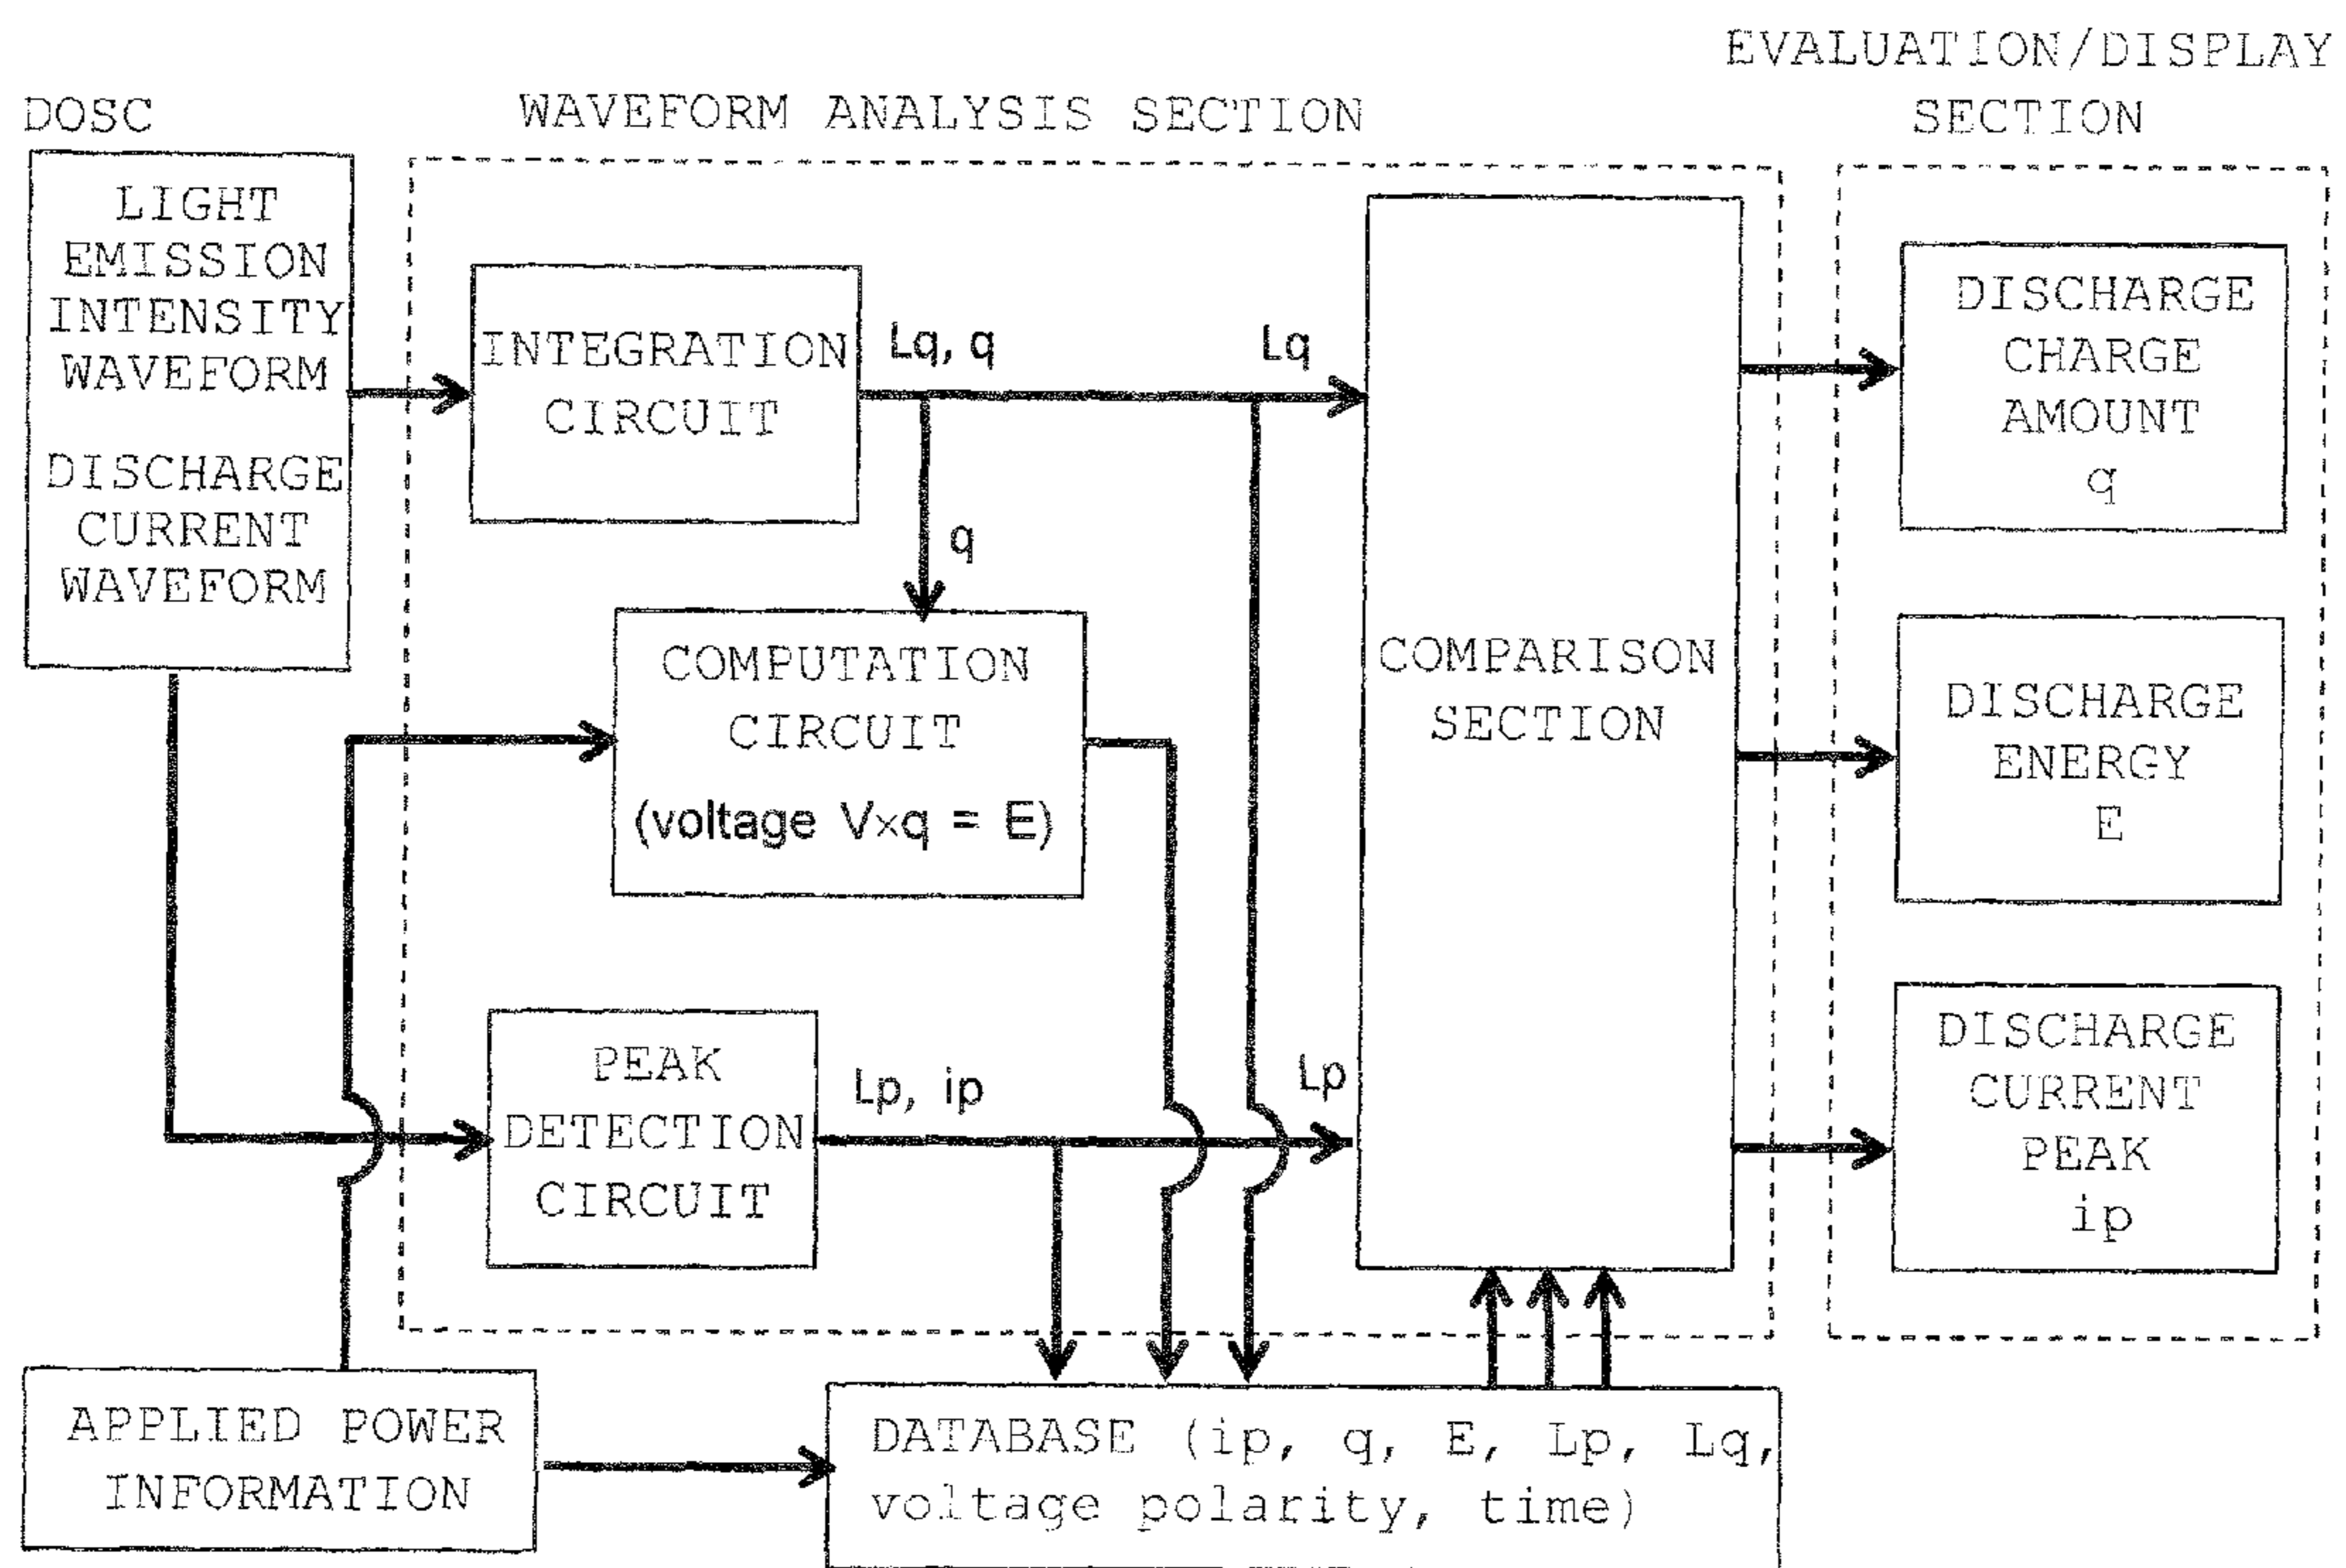 EVALUATION/DISPLAY
SECTION
DOSC
WAVEFORM ANALYSIS SECTION
LIGHT
EMISSION
INTENSITY
WAVEFORM
DISCHARGE
CURRENT
WAVEFORM
INTEGRATION
CIRCUIT
Lq, q
Lq
q
COMPUTATION
CIRCUIT
(voltage V×q = E)
PEAK
DETECTION
CIRCUIT
Lp, ip
Lp
COMPARISON
SECTION
DISCHARGE
CHARGE
AMOUNT
q
DISCHARGE
ENERGY
E
DISCHARGE
CURRENT
PEAK
ip
APPLIED POWER
INFORMATION
DATABASE (ip, q, E, Lp, Lq,
voltage polarity, time)